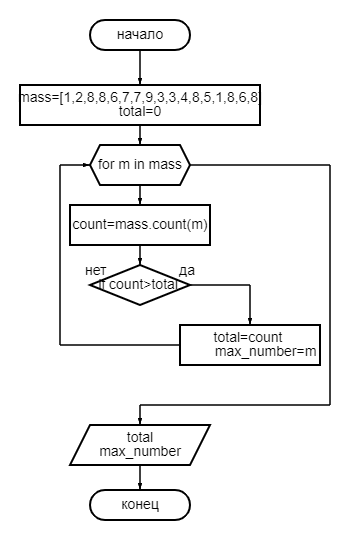 начало
mass=[1,2,8,8,6,7,7,9,3,3,4,8,5,1,8,6,8]
total=0
for m in mass
count=mass.count(m)
нет
да
if count>total
total=count
max_number=m
total
max_number
конец